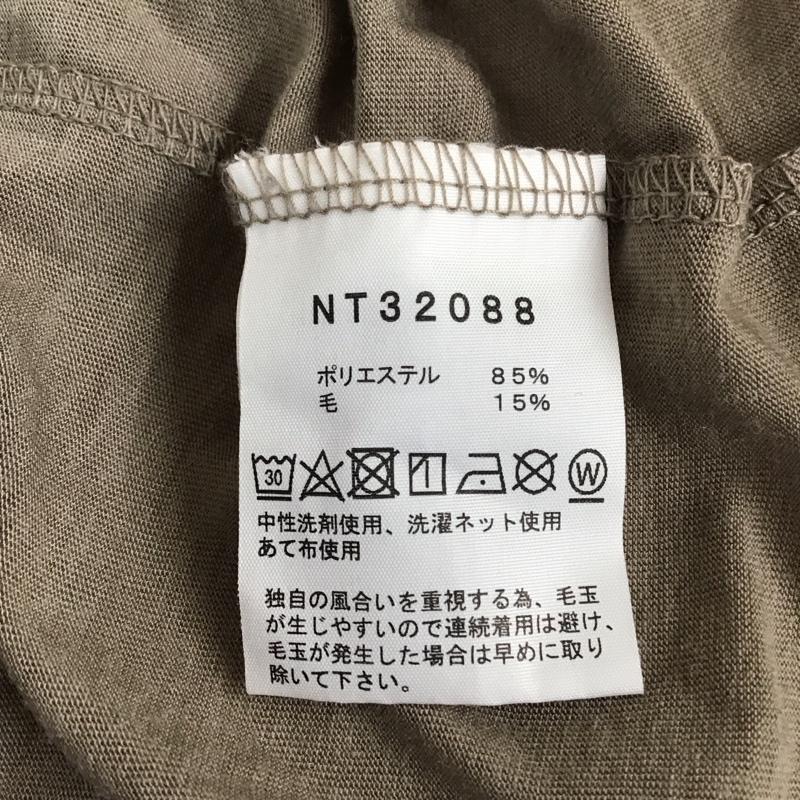 NT32088
ポリエステル 85%
毛 15%
30 W
中性洗剤使用、洗濯ネット使用
あて布使用
独自の風合いを重視する為、毛玉
が生じやすいので連続着用は避け、
毛玉が発生した場合は早めに取り
除いて下さい。